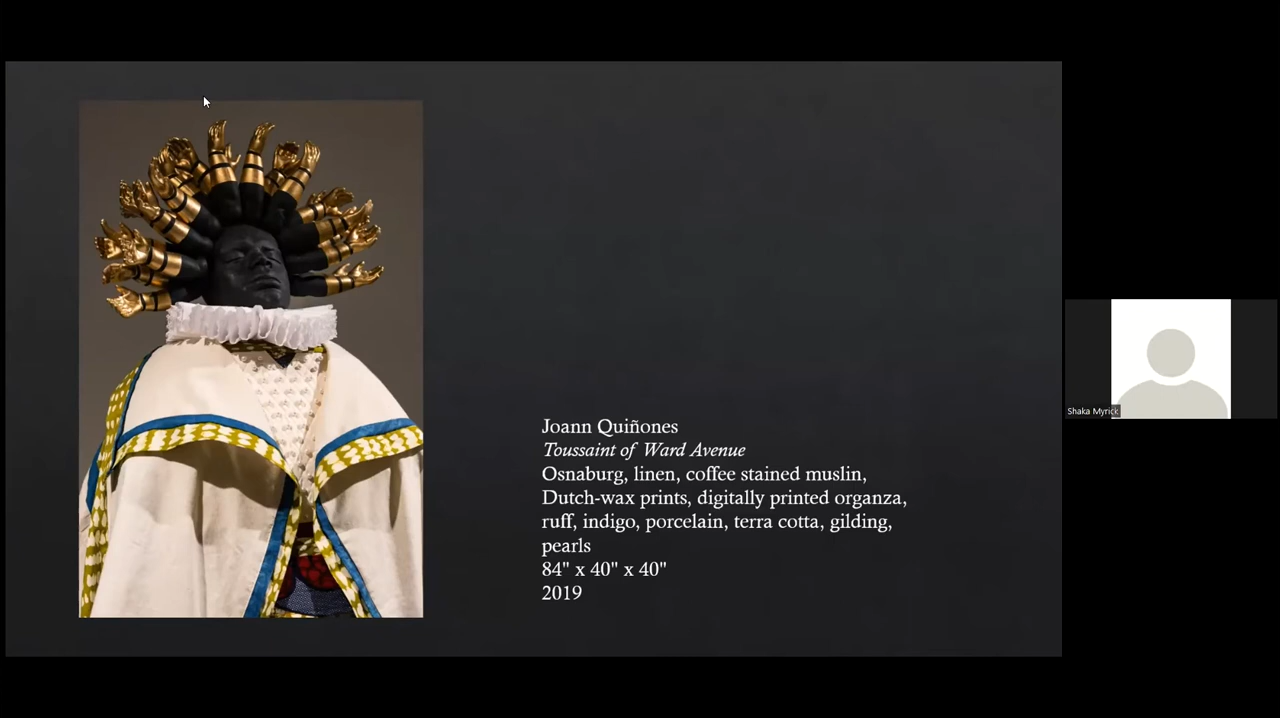 Joann Quiñones
Toussaint of Ward Avenue
Osnaburg, linen, coffee stained muslin,
Dutch-wax prints, digitally printed organza,
ruff, indigo, porcelain, terra cotta, gilding,
pearls
84" x 40" x 40"
2019
Shaka Myrick